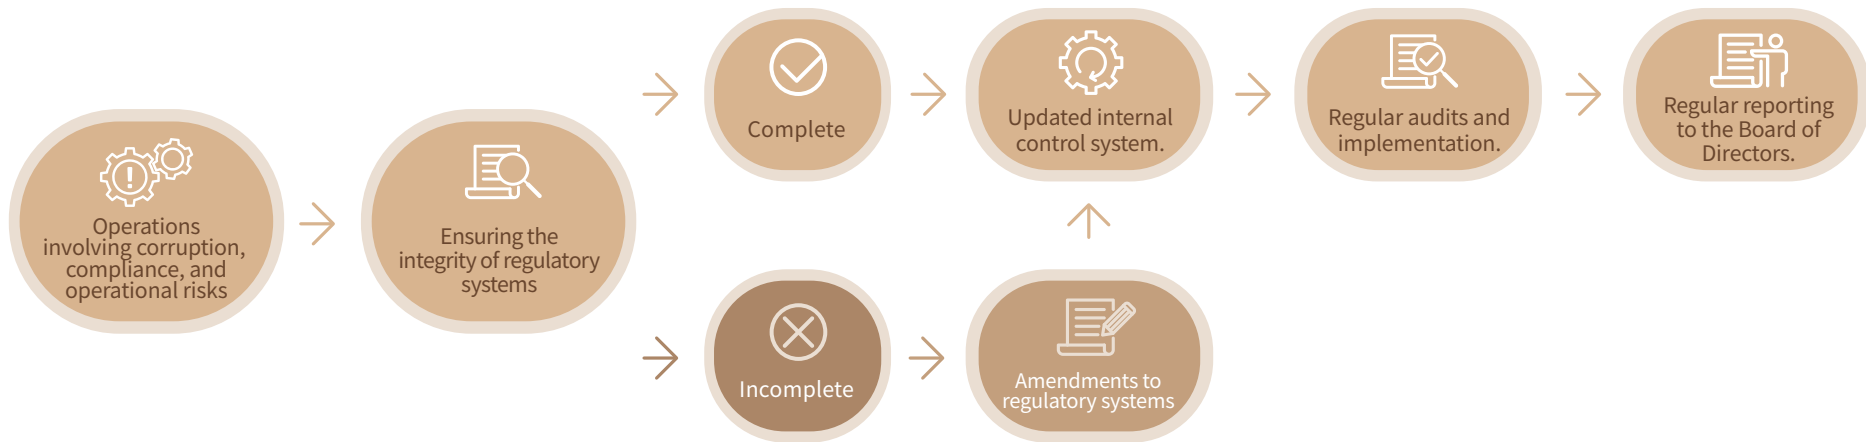 Operations
involving corruption,
compliance, and
operational risks
Ensuring the
integrity of regulatory
systems
Complete
Updated internal
control system.
Regular audits and
implementation.
Regular reporting
to the Board of
Directors.
Incomplete
Amendments to
regulatory systems